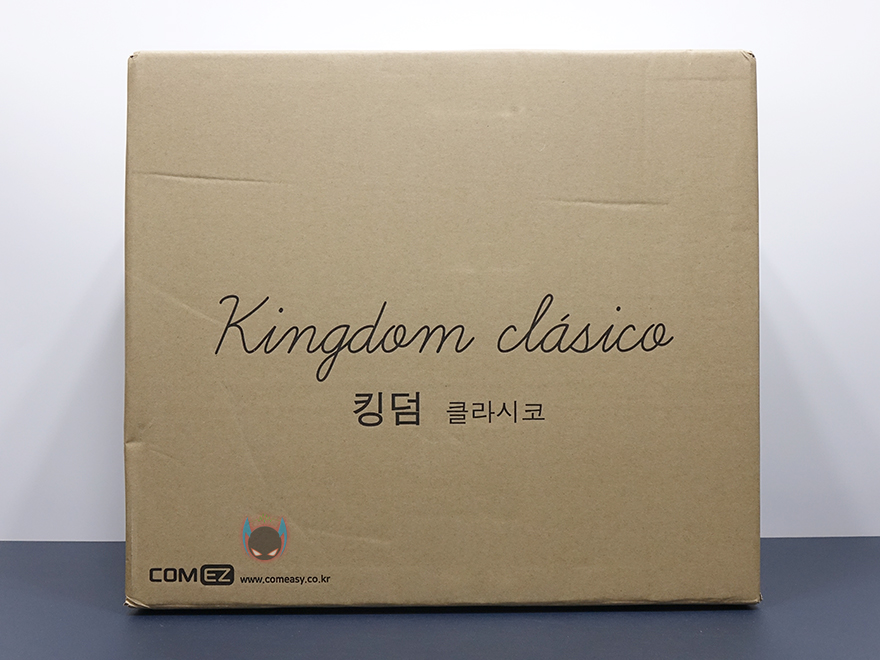 Kingdom clásico
킹덤 클라시코
COMEZ www.comeasy.co.kr